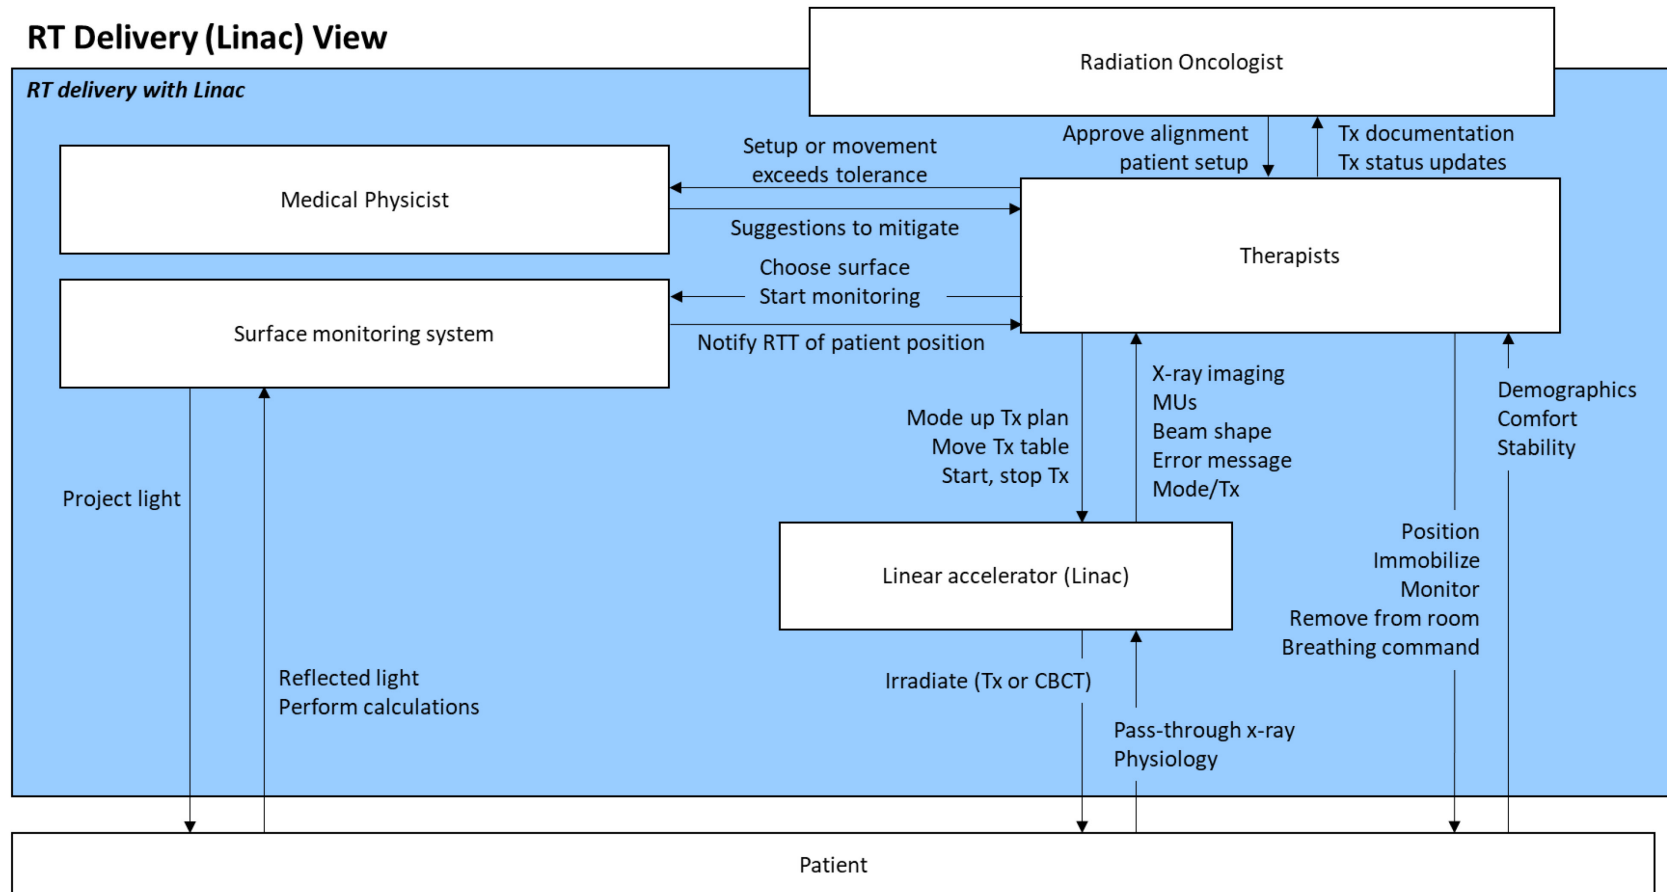 RT Delivery (Linac) View
RT delivery with Linac
Radiation Oncologist
Approve alignment
patient setup
Tx documentation
Tx status updates
Setup or movement
exceeds tolerance
Medical Physicist
Suggestions to mitigate
Therapists
Choose surface
Start monitoring
Surface monitoring system
Notify RTT of patient position
Mode up Tx plan
Move Tx table
Start, stop Tx
X-ray imaging
MUs
Beam shape
Error message
Mode/Tx
Demographics
Comfort
Stability
Project light
Position
Immobilize
Monitor
Remove from room
Breathing command
Linear accelerator (Linac)
Reflected light
Perform calculations
Irradiate (Tx or CBCT)
Pass-through x-ray
Physiology
Patient